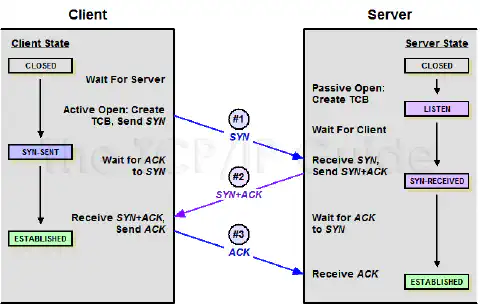 Client
Server
Client State
CLOSED
Wait For Server
Active Open: Create
TCB, Send SYN
SYN-SENT
Wait for ACK
to SYN
Receive SYN+ACK,
Send ACK
ESTABLISHED
#1
SYN
#2
SYN+ACK
#3
ACK
Server State
CLOSED
Passive Open:
Create TCB
LISTEN
Wait For Client
Receive SYN,
Send SYN+ACK
SYN-RECEIVED
Wait for ACK
to SYN
Receive ACK
ESTABLISHED
The TCP/IP Guide